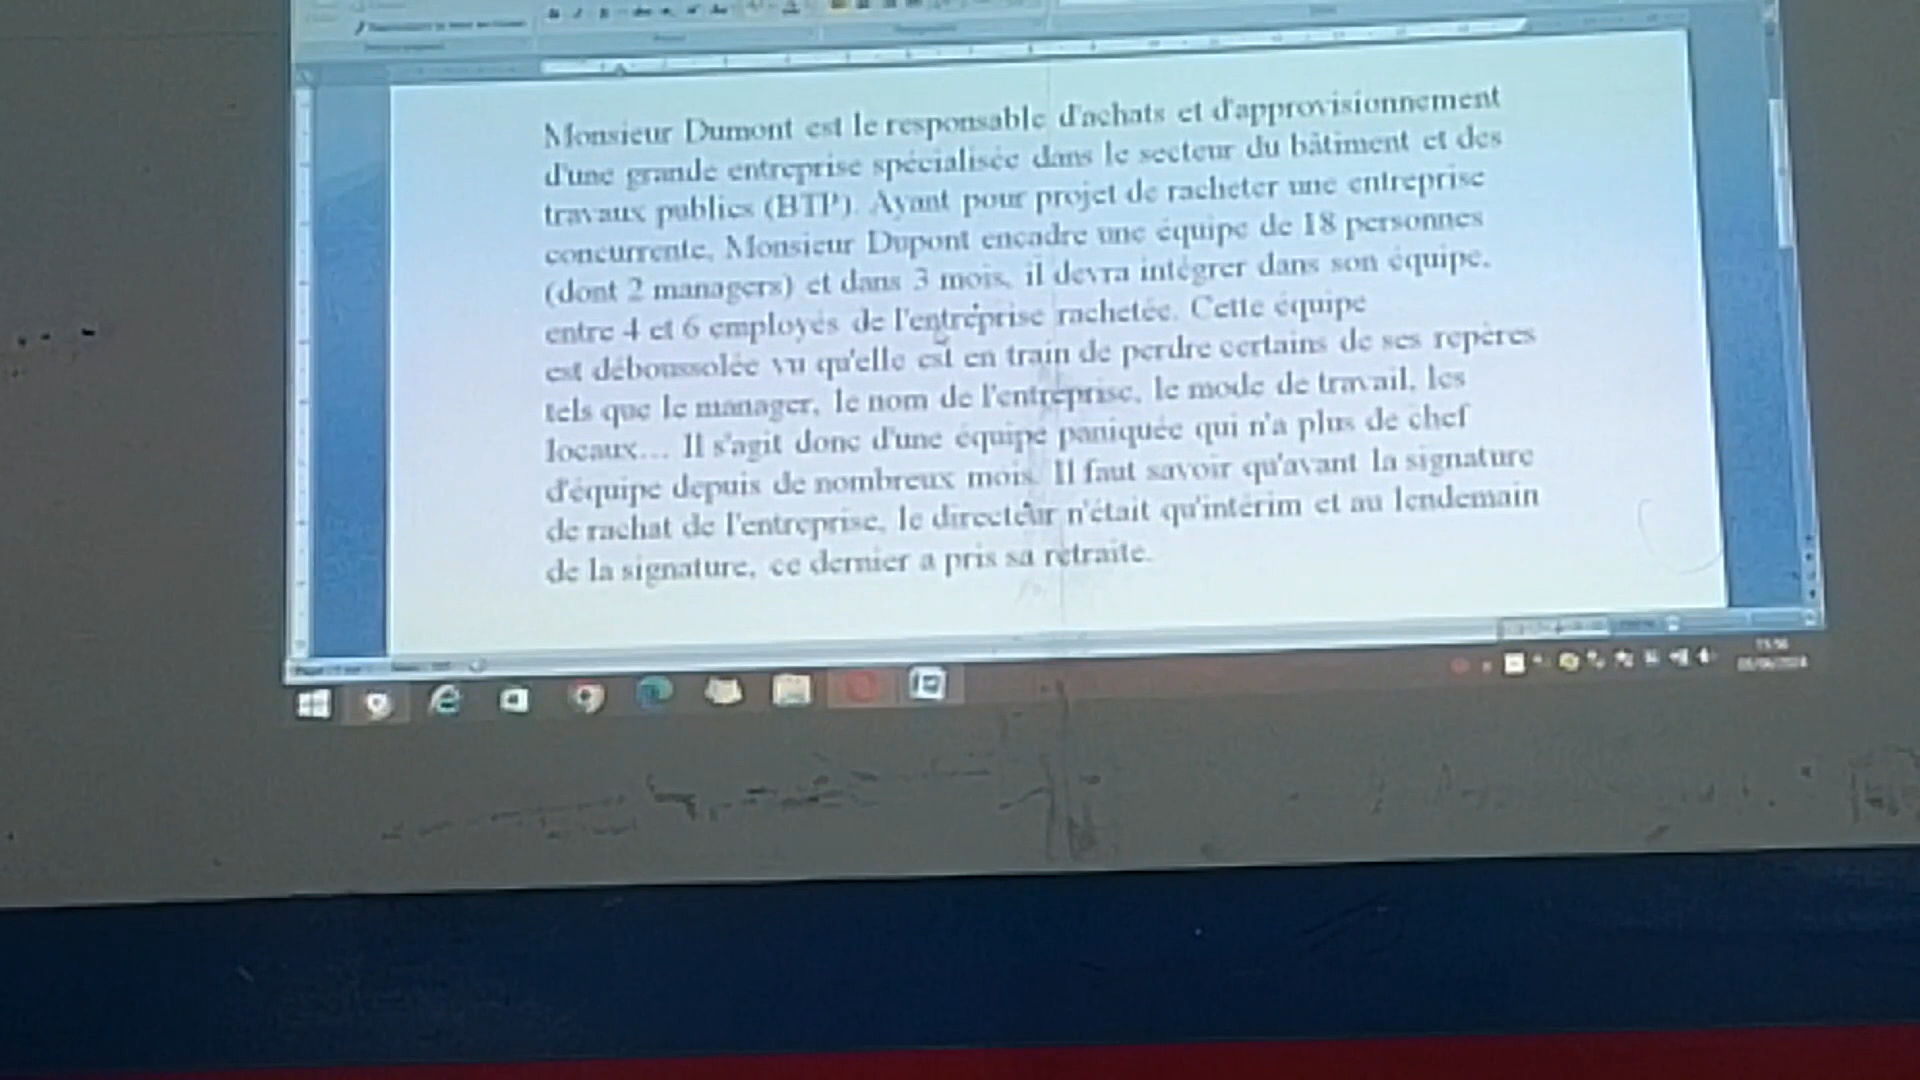 Monsieur Dumont est le responsable d'achats et d'approvisionnement
d'une grande entreprise spécialisée dans le secteur du bâtiment et des
travaux publics (BTP). Ayant pour projet de racheter une entreprise
concurrente, Monsieur Dupont encadre une équipe de 18 personnes
(dont 2 managers) et dans 3 mois, il devra intégrer dans son équipe,
entre 4 et 6 employés de l'entreprise rachetée. Cette équipe
est déboussolée vu qu'elle est en train de perdre certains de ses repères
tels que le manager, le nom de l'entreprise, le mode de travail, les
locaux... Il s'agit donc d'une équipe paniquée qui n'a plus de chef
d'équipe depuis de nombreux mois. Il faut savoir qu'avant la signature
de rachat de l'entreprise, le directeur n'était qu'intérim et au lendemain
de la signature, ce dernier a pris sa retraite.